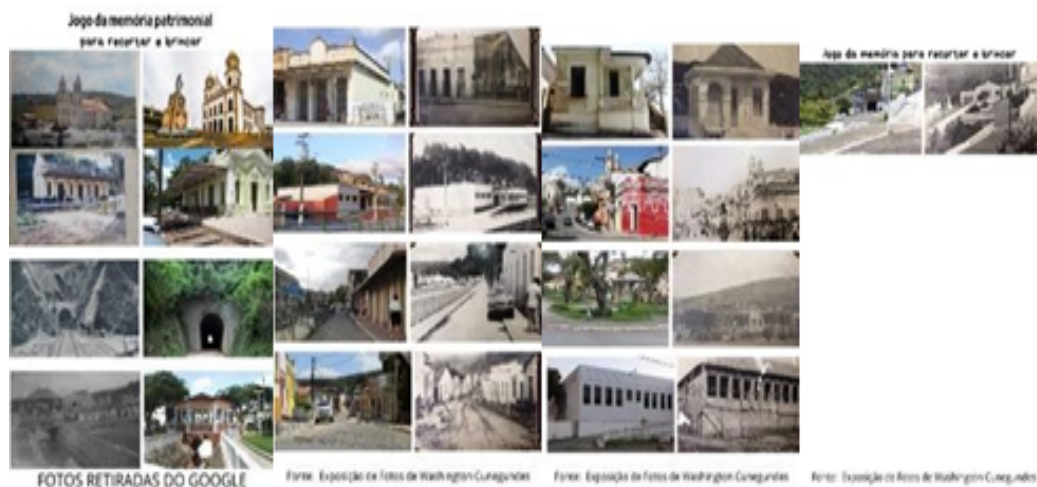 Jogo da memória patrimonial
para recortar e brincar
FOTOS RETIRADAS DO GOOGLE
Fonte: Exposição de Fotos de Washington Cunegundes
Fonte: Exposição de Fotos de Washington Cunegundes
Jogo da memória para recortar e brincar
Fonte: Exposição de Fotos de Washington Cunegundes